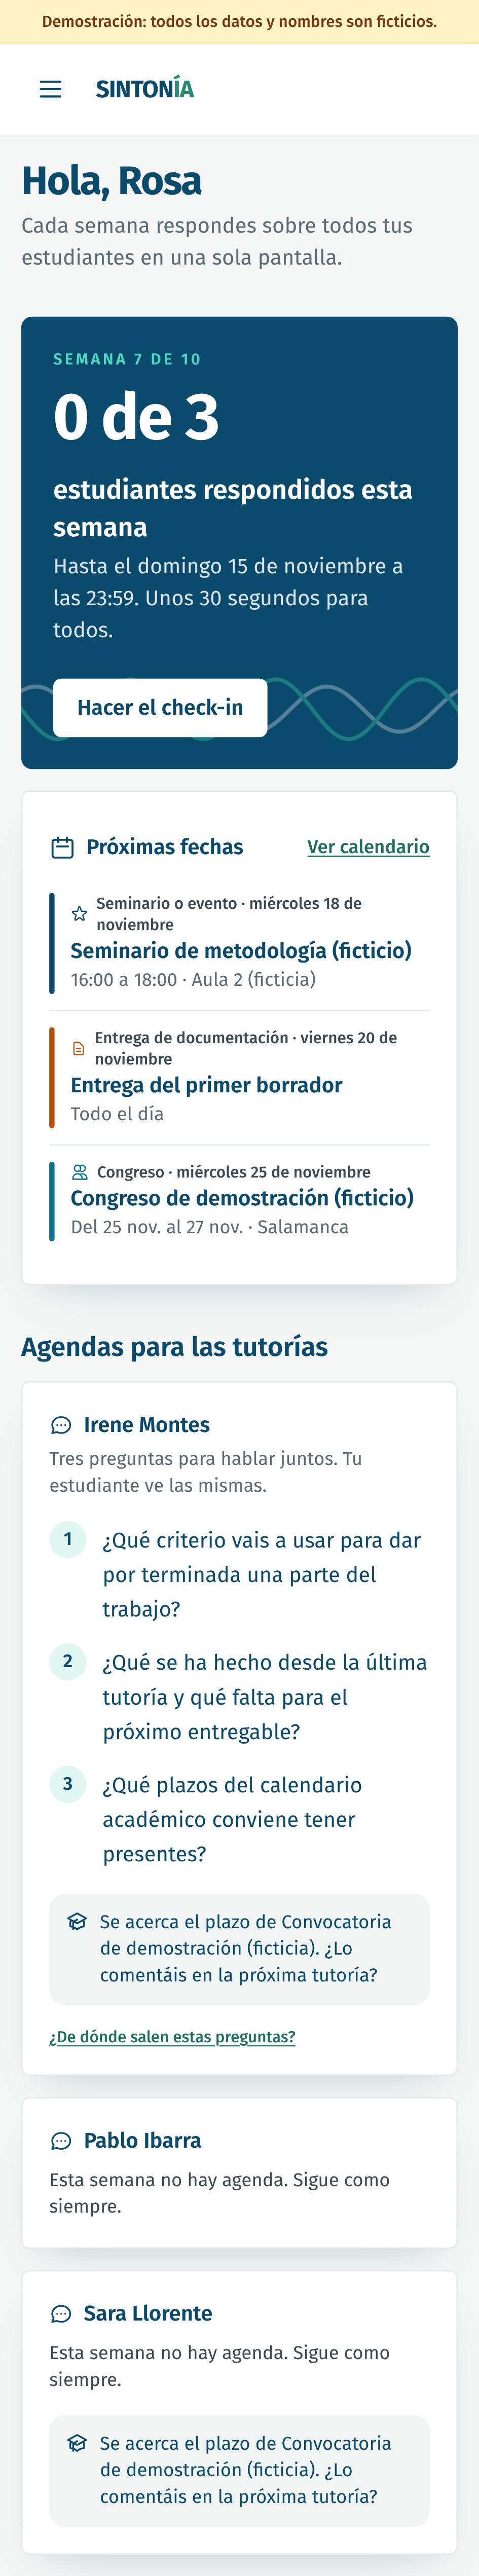 Demostración: todos los datos y nombres son ficticios.
SINTONÍA
Hola, Rosa
Cada semana respondes sobre todos tus
estudiantes en una sola pantalla.
SEMANA 7 DE 10
0 de 3
estudiantes respondidos esta
semana
Hasta el domingo 15 de noviembre a
las 23:59. Unos 30 segundos para
todos.
Hacer el check-in
Próximas fechas
Ver calendario
Seminario o evento · miércoles 18 de
noviembre
Seminario de metodología (ficticio)
16:00 a 18:00 · Aula 2 (ficticia)
Entrega de documentación · viernes 20 de
noviembre
Entrega del primer borrador
Todo el día
Congreso · miércoles 25 de noviembre
Congreso de demostración (ficticio)
Del 25 nov. al 27 nov. · Salamanca
Agendas para las tutorías
Irene Montes
Tres preguntas para hablar juntos. Tu
estudiante ve las mismas.
1 ¿Qué criterio vais a usar para dar
por terminada una parte del
trabajo?
2 ¿Qué se ha hecho desde la última
tutoría y qué falta para el
próximo entregable?
3 ¿Qué plazos del calendario
académico conviene tener
presentes?
Se acerca el plazo de Convocatoria
de demostración (ficticia). ¿Lo
comentáis en la próxima tutoría?
¿De dónde salen estas preguntas?
Pablo Ibarra
Esta semana no hay agenda. Sigue como
siempre.
Sara Llorente
Esta semana no hay agenda. Sigue como
siempre.
Se acerca el plazo de Convocatoria
de demostración (ficticia). ¿Lo
comentáis en la próxima tutoría?